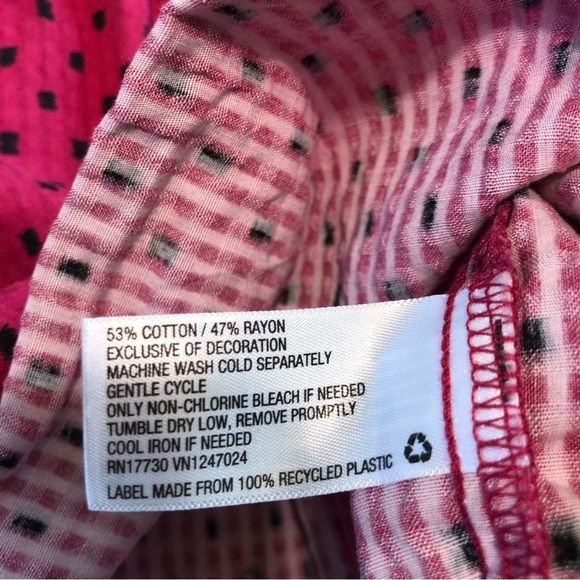 53% COTTON / 47% RAYON
EXCLUSIVE OF DECORATION
MACHINE WASH COLD SEPARATELY
GENTLE CYCLE
ONLY NON-CHLORINE BLEACH IF NEEDED
TUMBLE DRY LOW, REMOVE PROMPTLY
COOL IRON IF NEEDED
RN17730 VN1247024
LABEL MADE FROM 100% RECYCLED PLASTIC